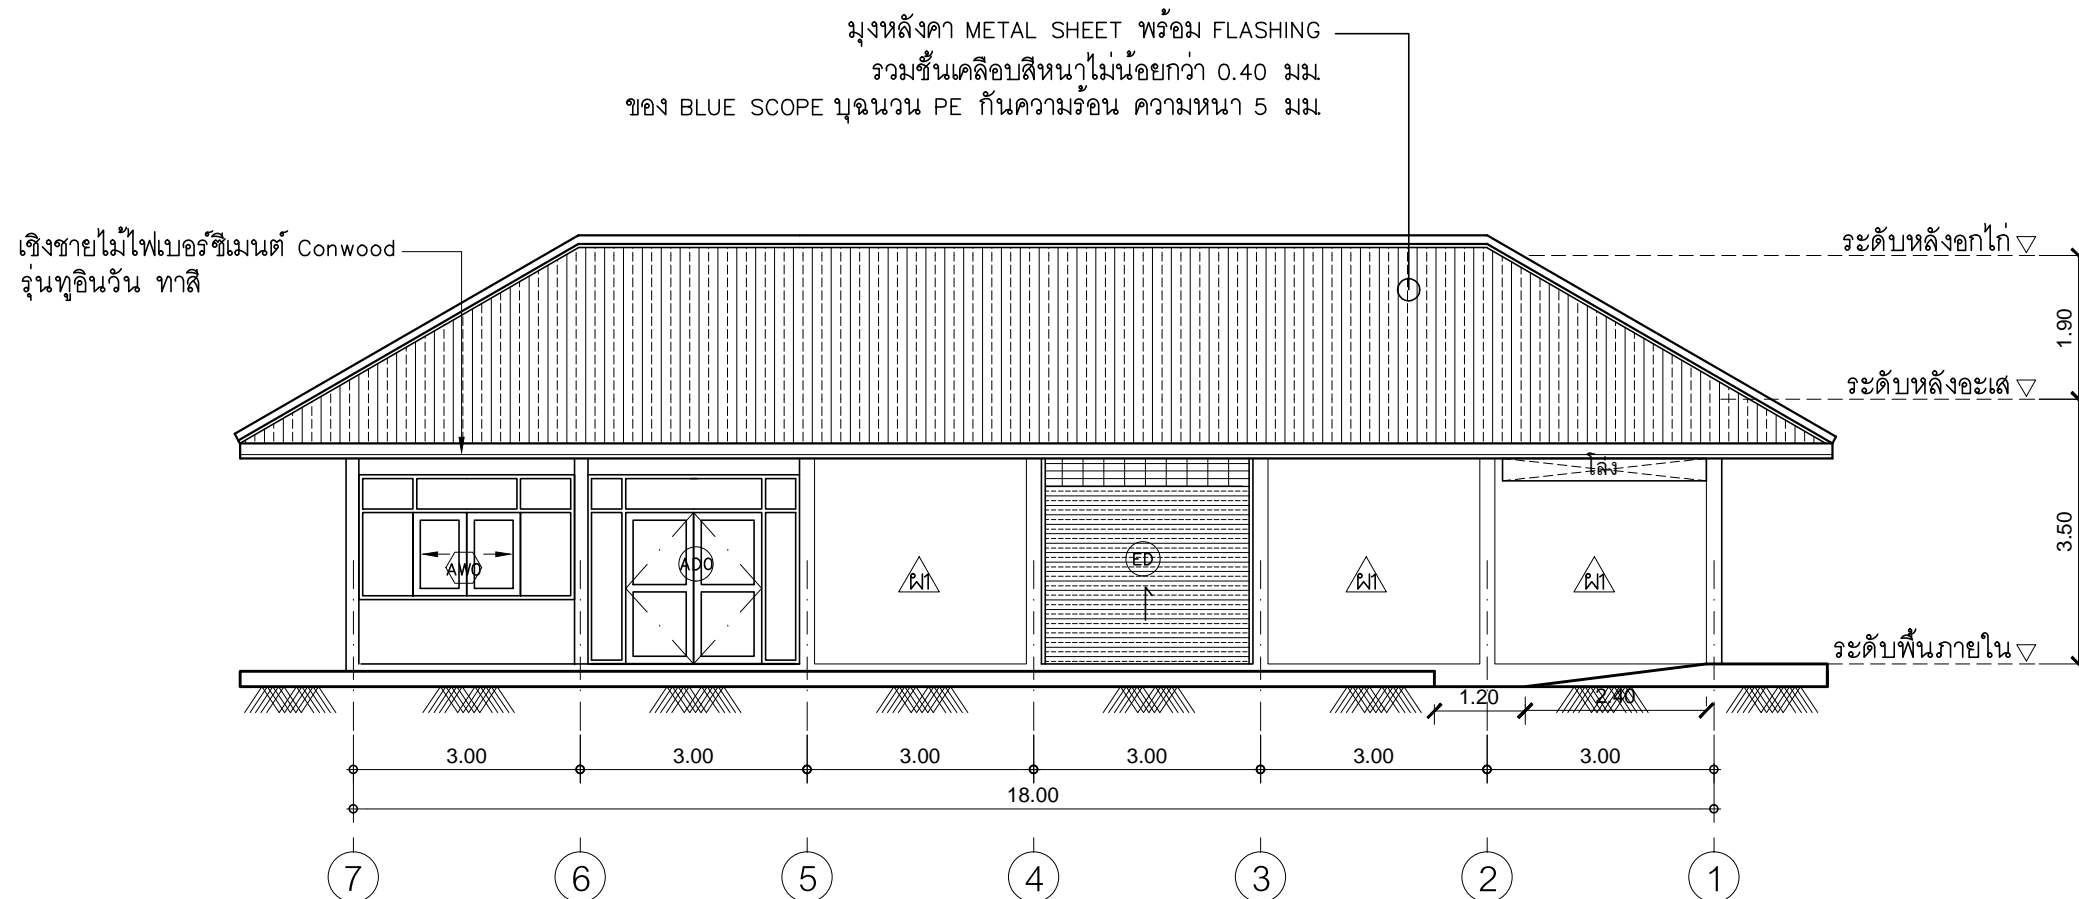 มุงหลังคา METAL SHEET พร้อม FLASHING
รวมชั้นเคลือบสีหนาไม่น้อยกว่า 0.40 มม.
ของ BLUE SCOPE บุฉนวน PE กันความร้อน ความหนา 5 มม.
เชิงชายไม้ไฟเบอร์ซีเมนต์ Conwood
รุ่นทูอินวัน ทาสี
ระดับหลังอกไก่
1.90
ระดับหลังอะเส
โล่ง
3.50
AW0
AD0
ผ1
ED
ผ1
ผ1
ระดับพื้นภายใน
1.20
2.40
3.00
3.00
3.00
3.00
3.00
3.00
18.00
7
6
5
4
3
2
1